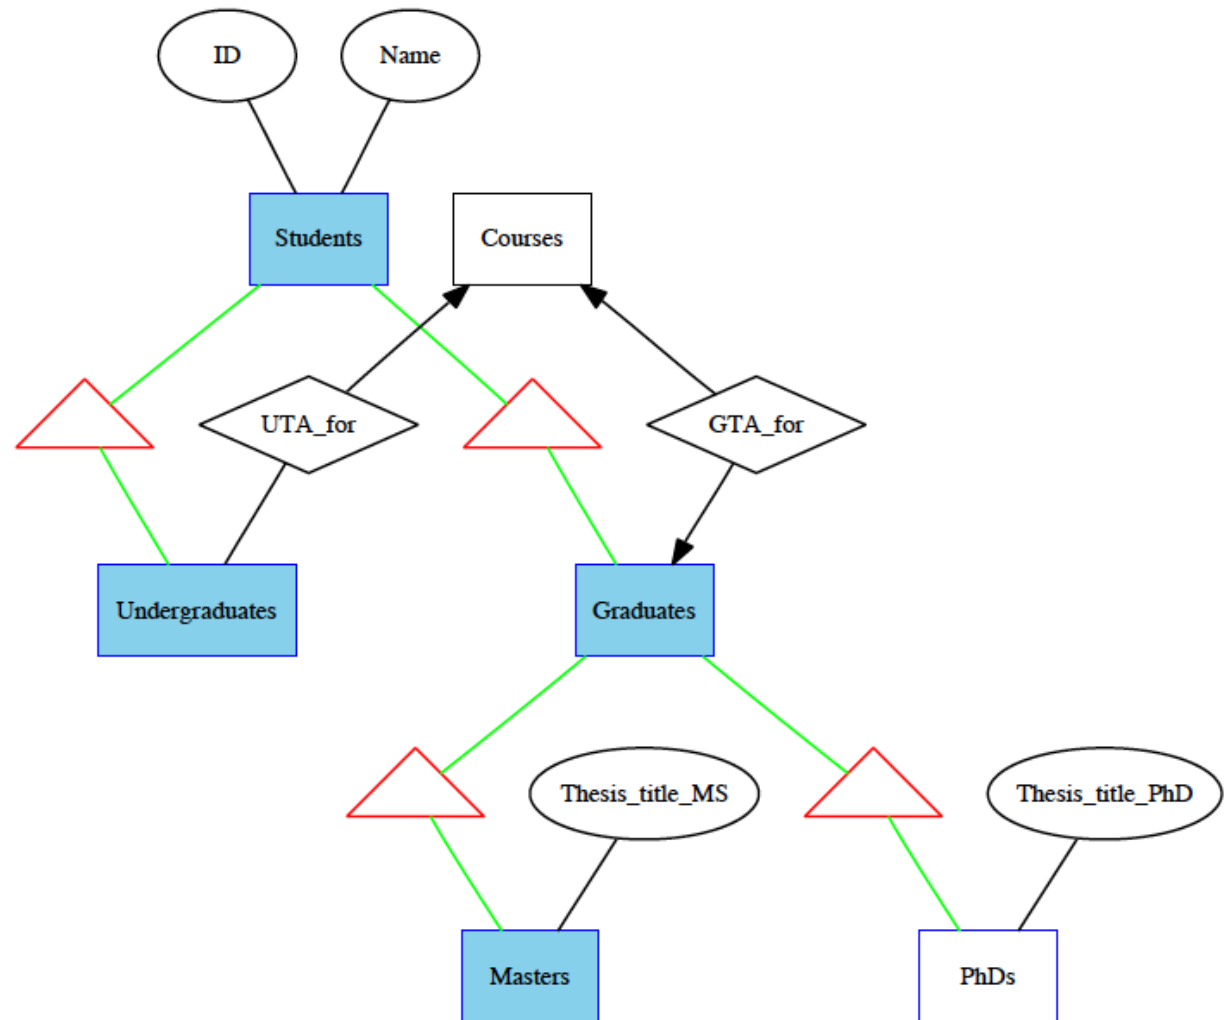 ID
Name
Students
Courses
UTA_for
GTA_for
Undergraduates
Graduates
Thesis_title_MS
Thesis_title_PhD
Masters
PhDs